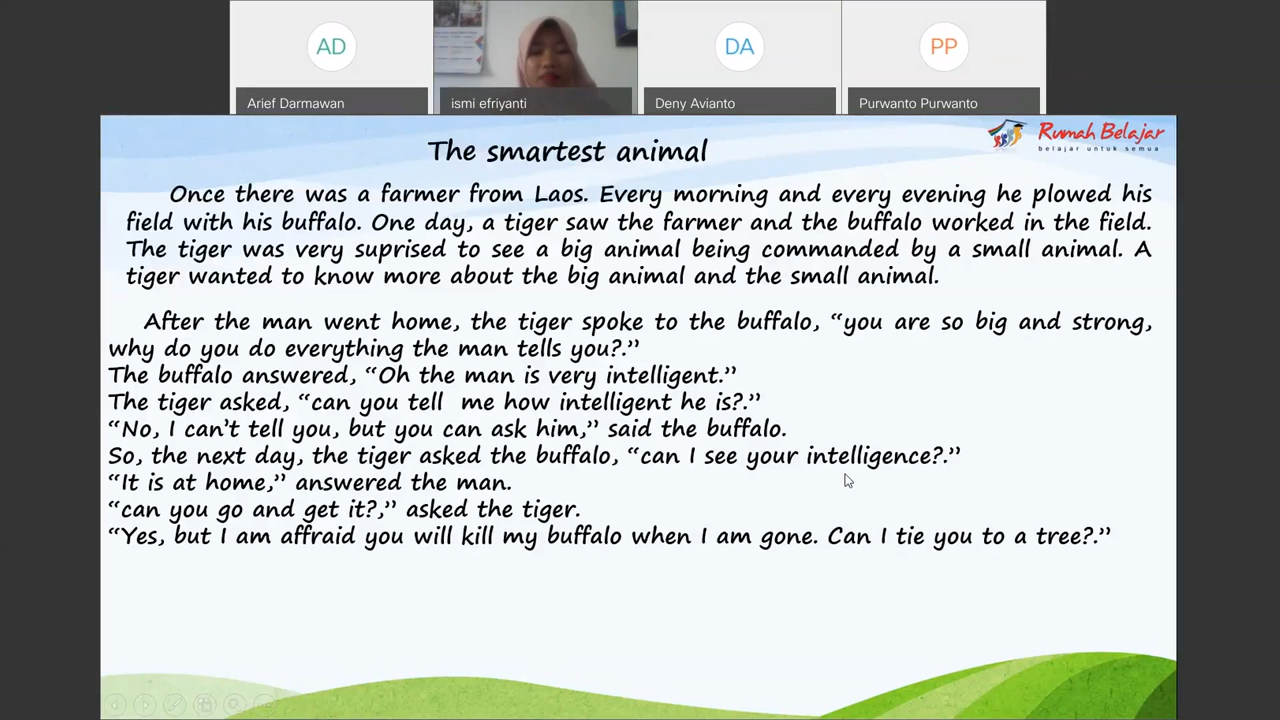 AD
DA
PP
Arief Darmawan
ismi efriyanti
Deny Avianto
Purwanto Purwanto
Rumah Belajar
belajar untuk semua
The smartest animal
Once there was a farmer from Laos. Every morning and every evening he plowed his
field with his buffalo. One day, a tiger saw the farmer and the buffalo worked in the field.
The tiger was very suprised to see a big animal being commanded by a small animal. A
tiger wanted to know more about the big animal and the small animal.
After the man went home, the tiger spoke to the buffalo, “you are so big and strong,
why do you do everything the man tells you?.”
The buffalo answered, “Oh the man is very intelligent.”
The tiger asked, “can you tell me how intelligent he is?.”
“No, I can’t tell you, but you can ask him,” said the buffalo.
So, the next day, the tiger asked the buffalo, “can I see your intelligence?.”
“It is at home,” answered the man.
“can you go and get it?,” asked the tiger.
“Yes, but I am affraid you will kill my buffalo when I am gone. Can I tie you to a tree?.”